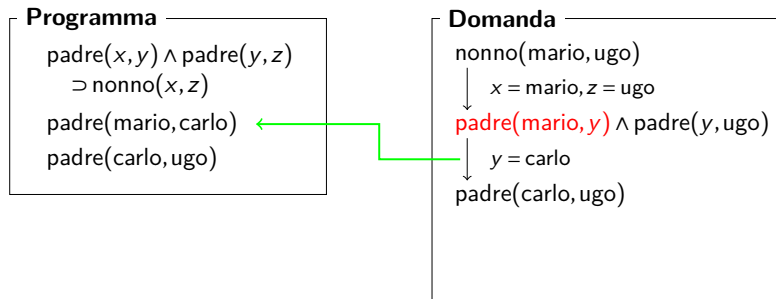 Programma
padre(x, y) ∧ padre(y, z)
⊃ nonno(x, z)
padre(mario, carlo)
padre(carlo, ugo)
Domanda
nonno(mario, ugo)
x = mario, z = ugo
padre(mario, y) ∧ padre(y, ugo)
y = carlo
padre(carlo, ugo)